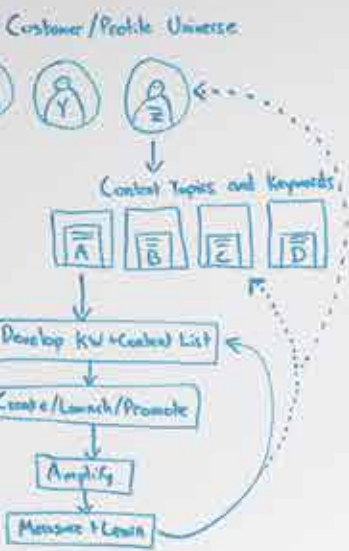 Customer/Profile Universe
Y Z
Content Topics and Keywords
A B C D
Develop KW + Content List
Create/Launch/Promote
Amplify
Measure + Learn